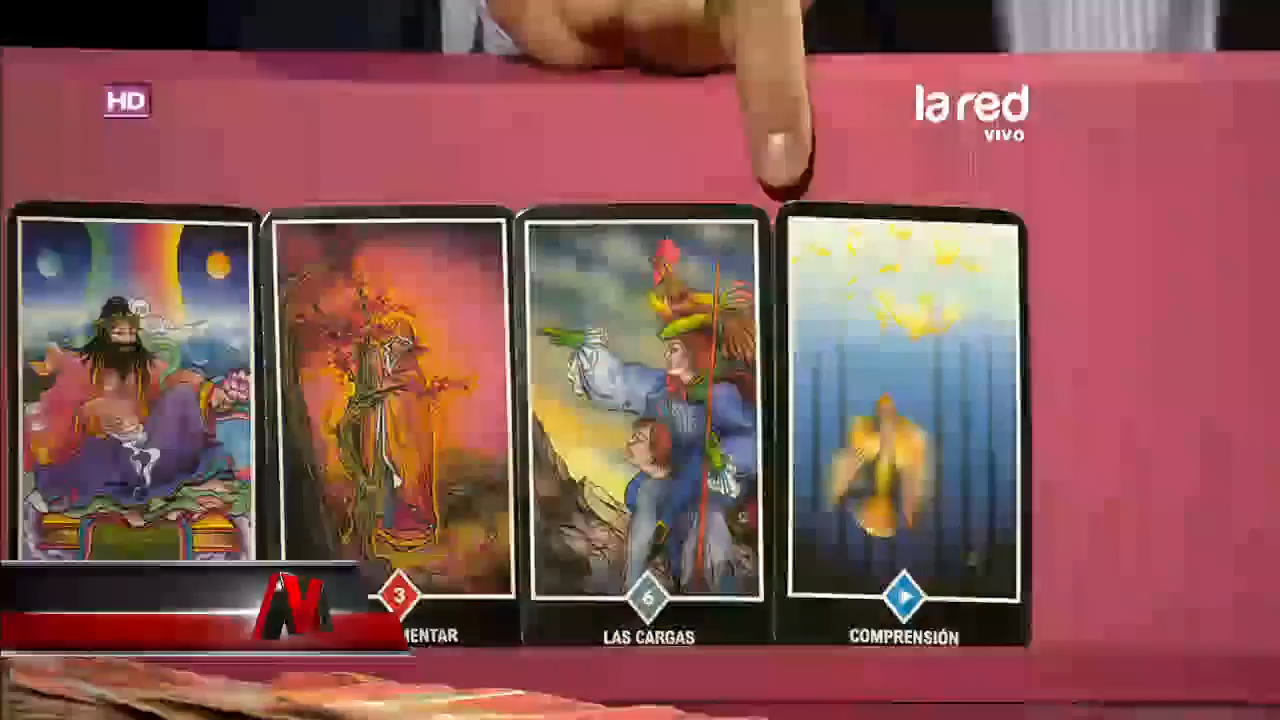 HD
la red
VIVO
3
MENTAR
6
LAS CARGAS
COMPRENSIÓN